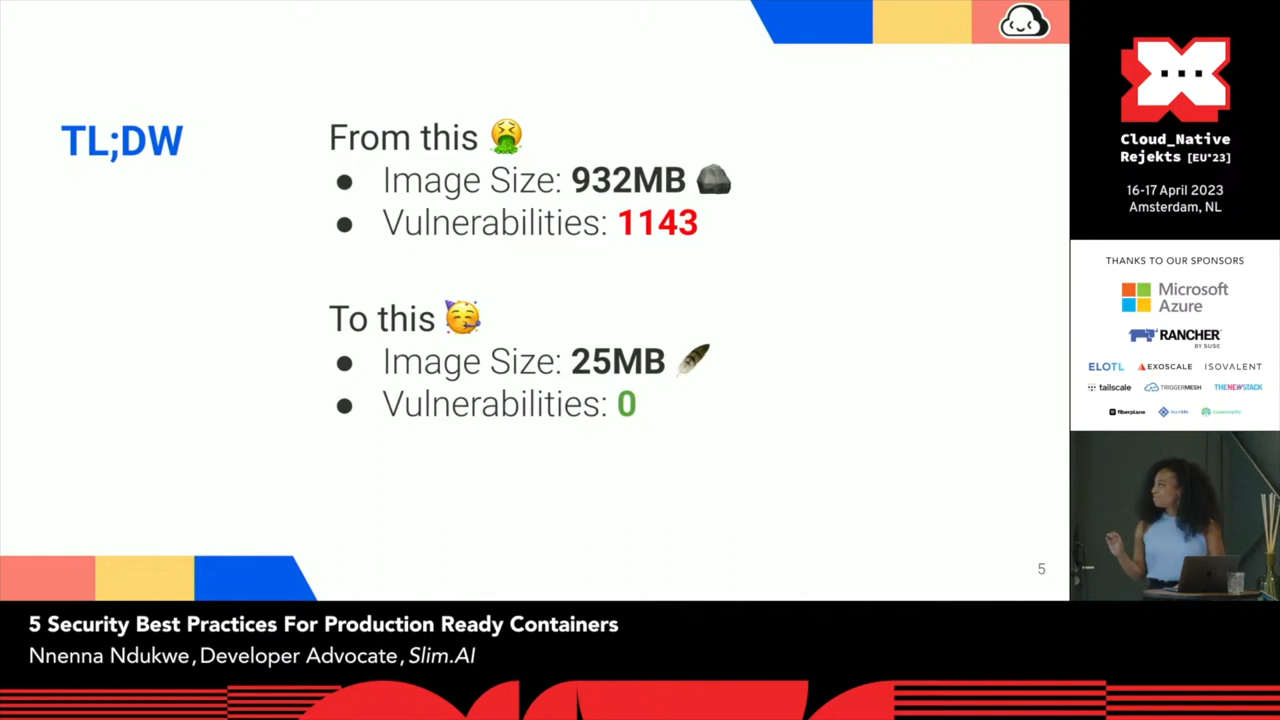 TL;DW
From this 🤮
● Image Size: 932MB 🪨
● Vulnerabilities: 1143
To this 🥳
● Image Size: 25MB 🪶
● Vulnerabilities: 0
5
Cloud_Native
Rejekts [EU*23]
16-17 April 2023
Amsterdam, NL
THANKS TO OUR SPONSORS
Microsoft
Azure
RANCHER
BY SUSE
ELOTL
EXOSCALE
ISOVALENT
tailscale
TRIGGERMESH
THENEWSTACK
fiberplane
5 Security Best Practices For Production Ready Containers
Nnenna Ndukwe, Developer Advocate, Slim.AI